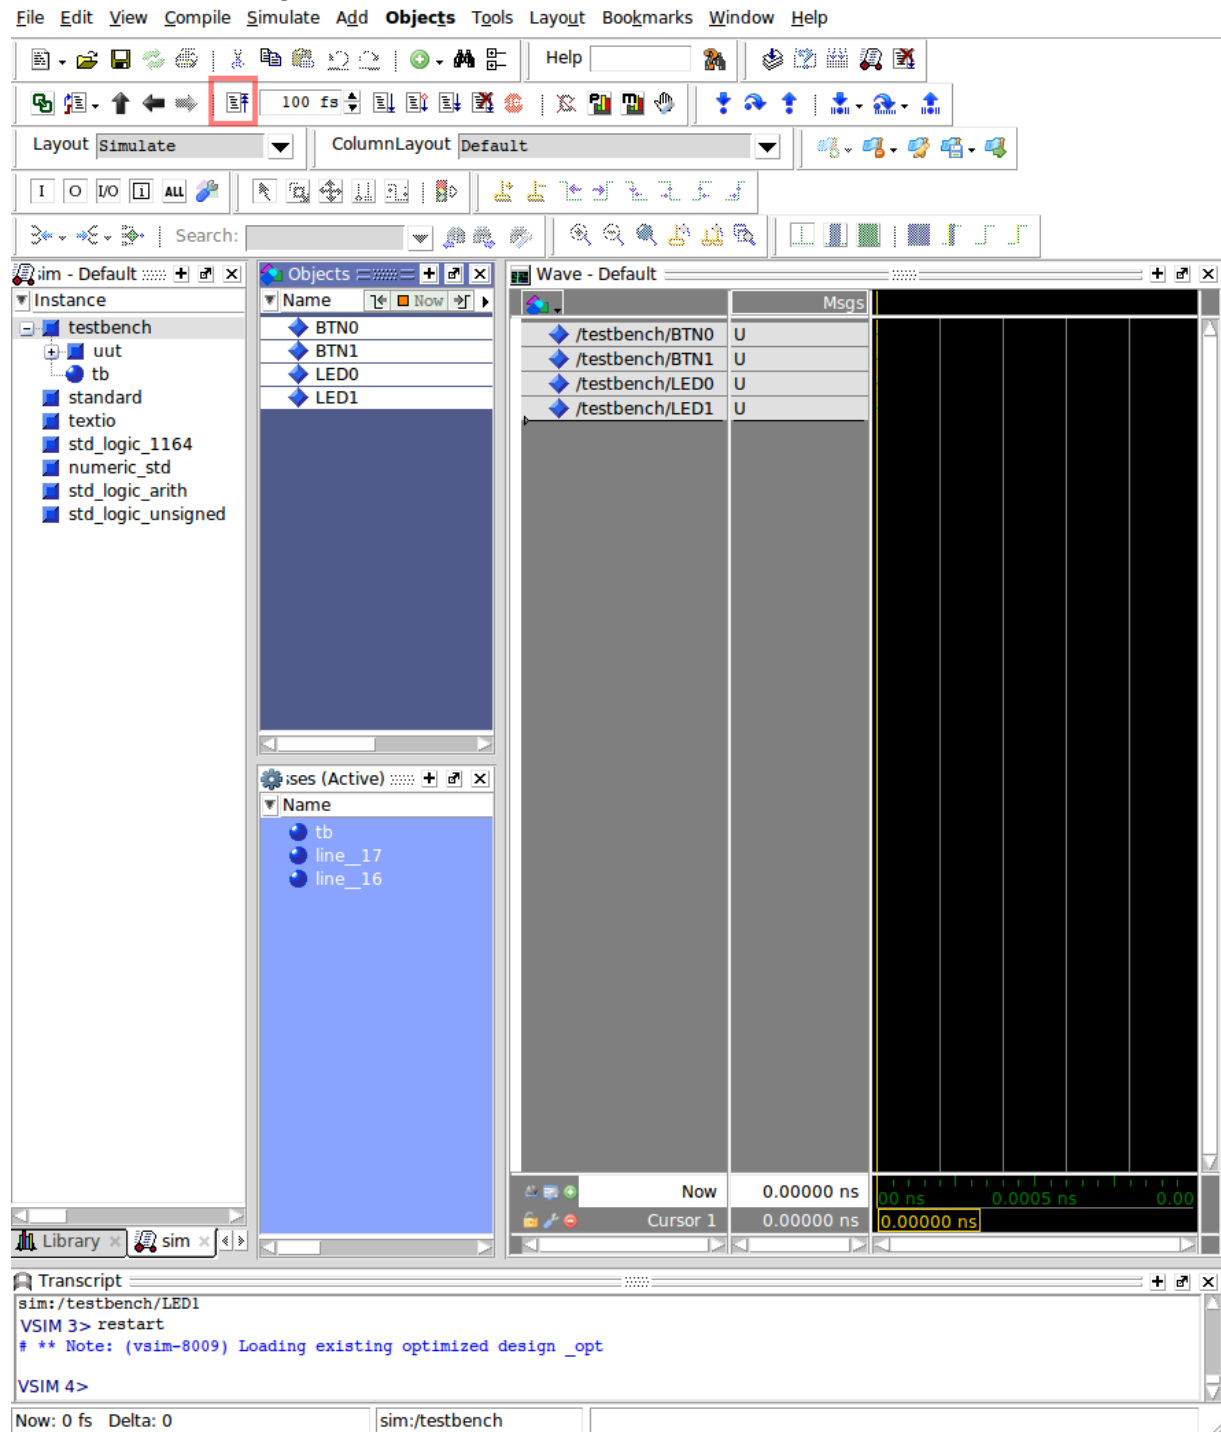 File Edit View Compile Simulate Add Objects Tools Layout Bookmarks Window Help
Help
100 fs
Layout Simulate ColumnLayout Default
I O I/O i ALL
Search:
sim - Default
Instance
testbench
uut
tb
standard
textio
std_logic_1164
numeric_std
std_logic_arith
std_logic_unsigned
Objects
Name Now
BTN0
BTN1
LED0
LED1
sses (Active)
Name
tb
line__17
line__16
Wave - Default
Msgs
/testbench/BTN0 U
/testbench/BTN1 U
/testbench/LED0 U
/testbench/LED1 U
Now 0.00000 ns
Cursor 1 0.00000 ns
00 ns 0.0005 ns 0.00
0.00000 ns
Library sim
Transcript
sim:/testbench/LED1
VSIM 3> restart
# ** Note: (vsim-8009) Loading existing optimized design _opt
VSIM 4>
Now: 0 fs Delta: 0 sim:/testbench